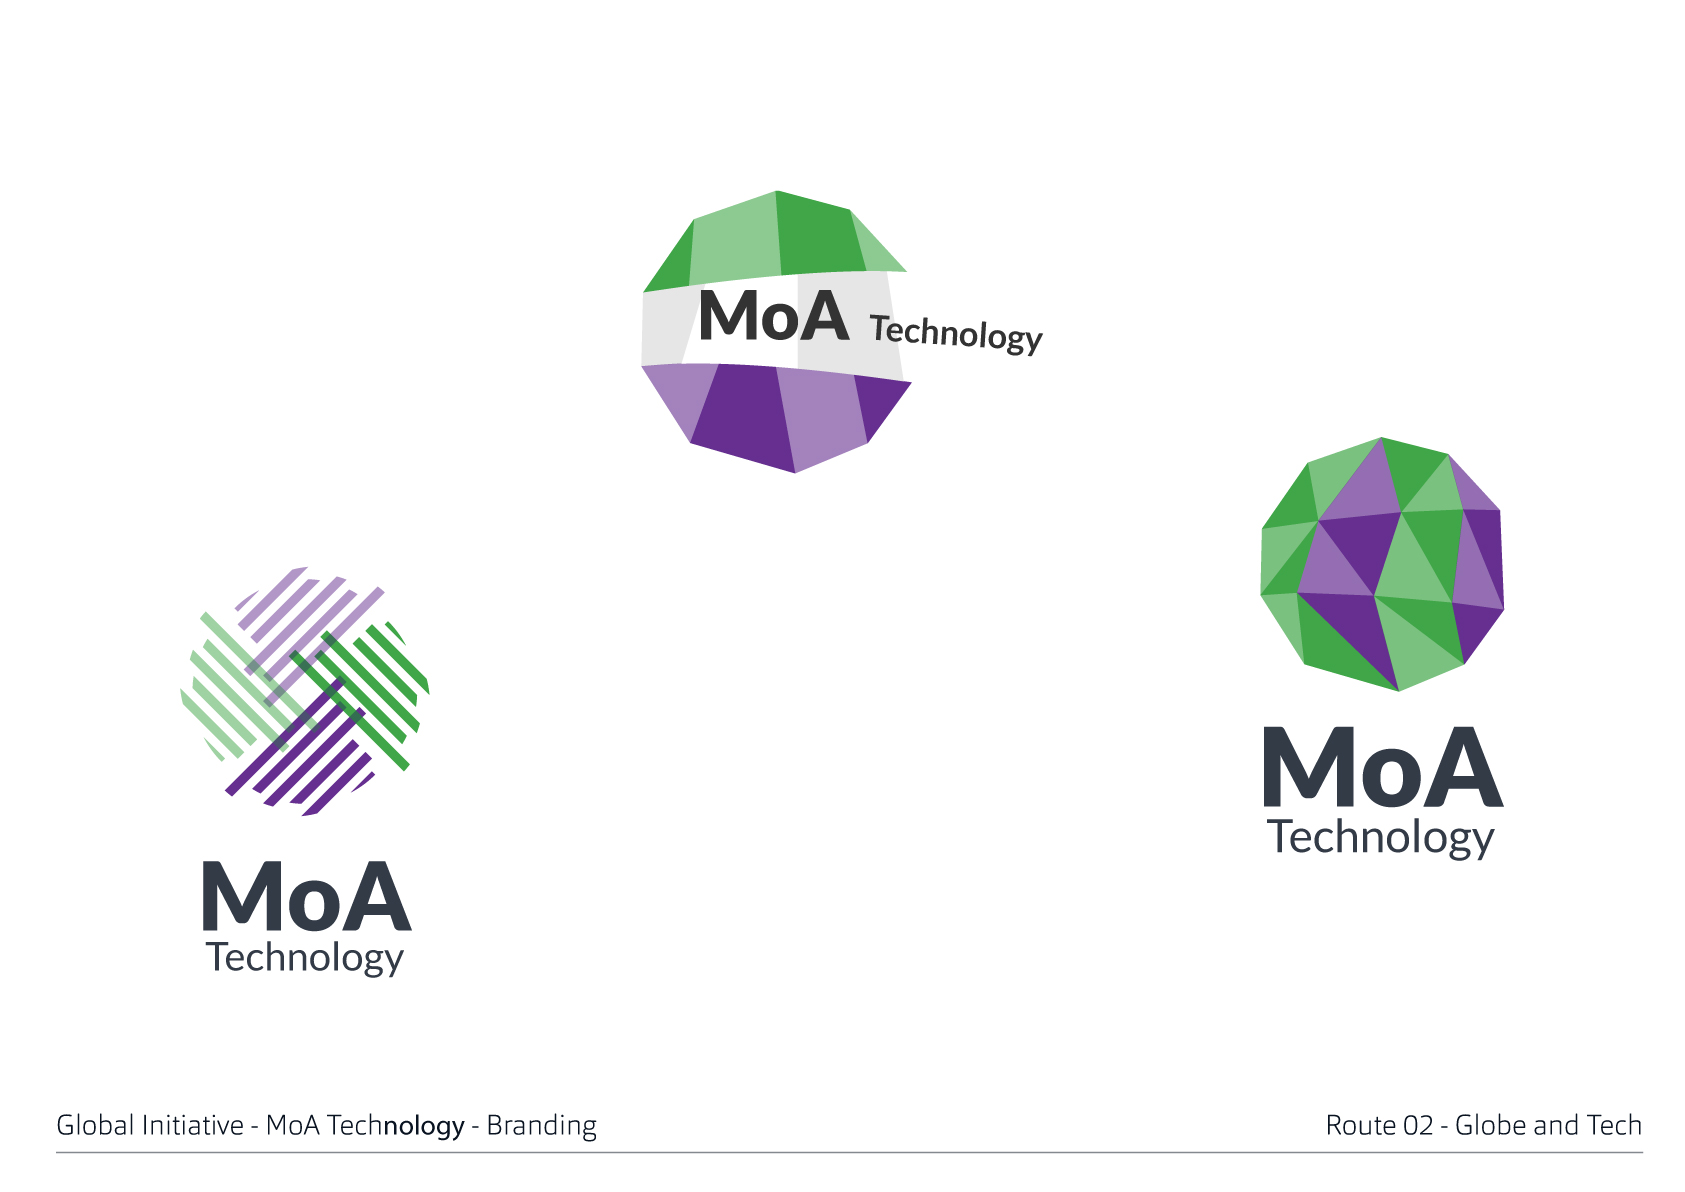 MoA Technology
MoA
Technology
MoA
Technology
Global Initiative - MoA Technology - Branding
Route 02 - Globe and Tech